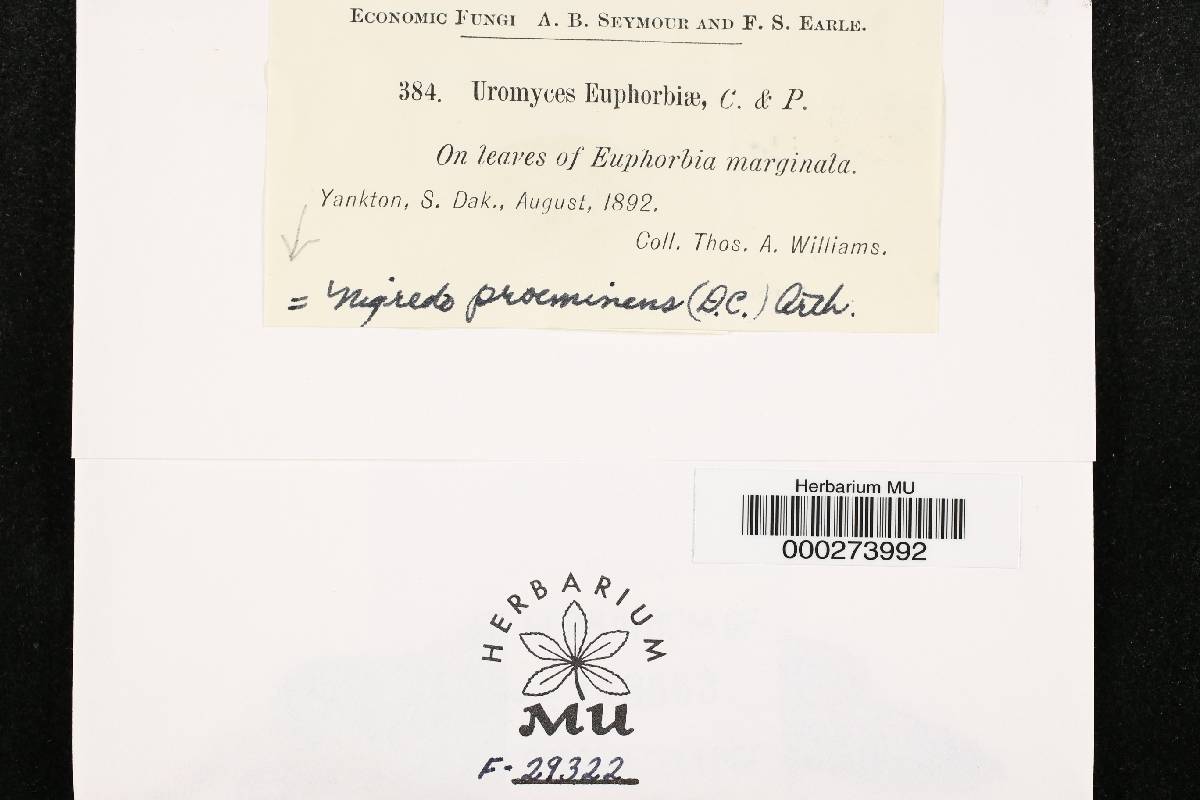 Economic Fungi A. B. Seymour and F. S. Earle.
384. Uromyces Euphorbiæ, C. & P.
On leaves of Euphorbia marginala.
Yankton, S. Dak., August, 1892.
Coll. Thos. A. Williams.
= Nigredo proeminens (D.C.) Arth.
Herbarium MU
000273992
HERBARIUM
MU
F- 29322